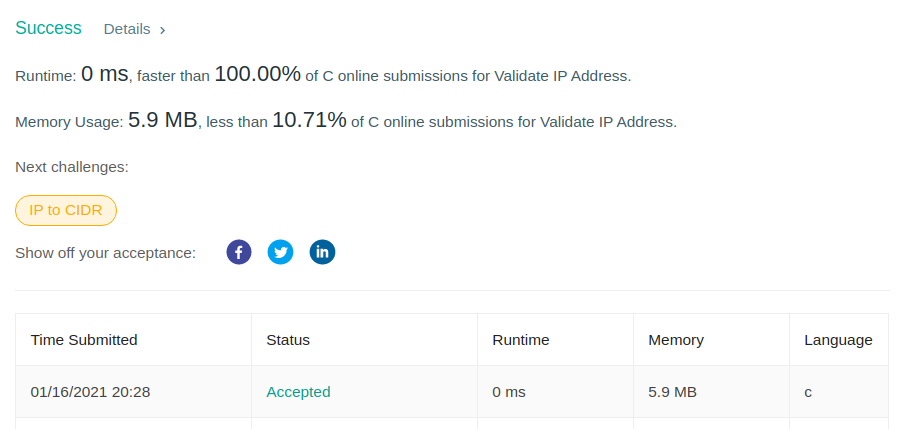 Success Details >
Runtime: 0 ms, faster than 100.00% of C online submissions for Validate IP Address.
Memory Usage: 5.9 MB, less than 10.71% of C online submissions for Validate IP Address.
Next challenges:
IP to CIDR
Show off your acceptance:
Time Submitted Status Runtime Memory Language
01/16/2021 20:28 Accepted 0 ms 5.9 MB c